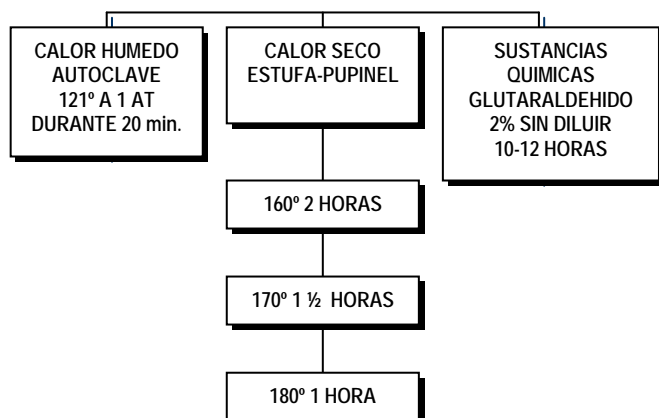 CALOR HUMEDO
AUTOCLAVE
121º A 1 AT
DURANTE 20 min.
CALOR SECO
ESTUFA-PUPINEL
SUSTANCIAS
QUIMICAS
GLUTARALDEHIDO
2% SIN DILUIR
10-12 HORAS
160º 2 HORAS
170º 1 ½ HORAS
180º 1 HORA